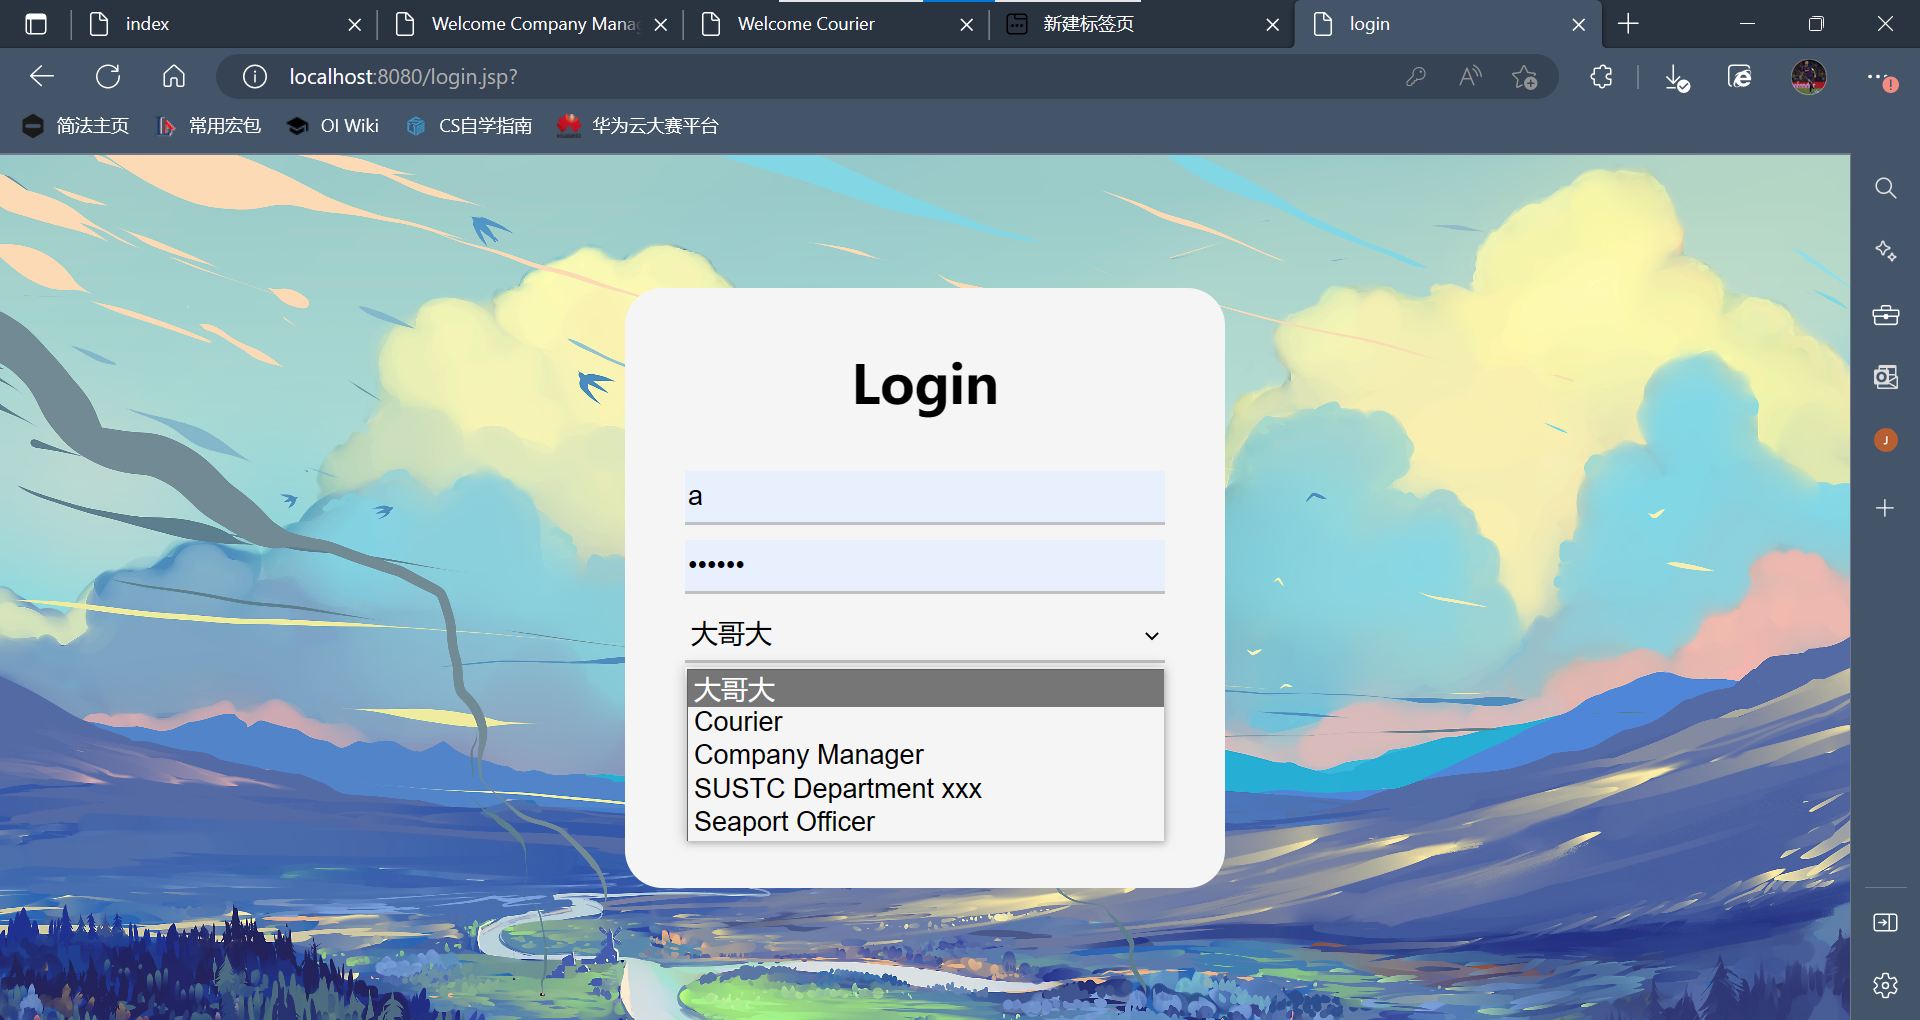 index
Welcome Company Mana
Welcome Courier
新建标签页
login
localhost:8080/login.jsp?
简法主页
常用宏包
OI Wiki
CS自学指南
华为云大赛平台
Login
a
••••••
大哥大
大哥大
Courier
Company Manager
SUSTC Department xxx
Seaport Officer
J